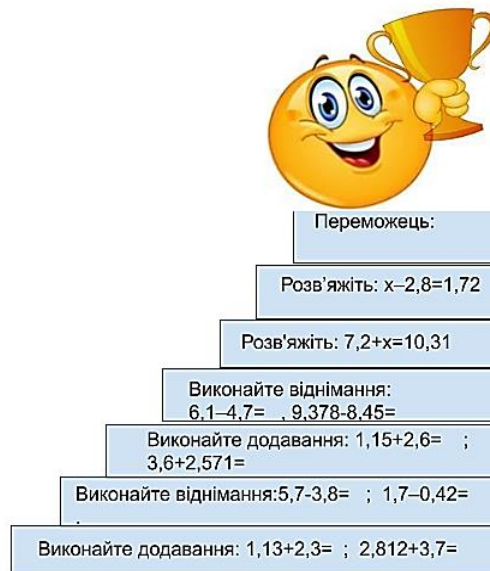 Переможець:
Розв’яжіть: х–2,8=1,72
Розв'яжіть: 7,2+х=10,31
Виконайте віднімання:
6,1–4,7=   , 9,378-8,45=
Виконайте додавання: 1,15+2,6=   ;
3,6+2,571=
Виконайте віднімання:5,7-3,8=  ;  1,7–0,42=
.
Виконайте додавання: 1,13+2,3=  ;  2,812+3,7=